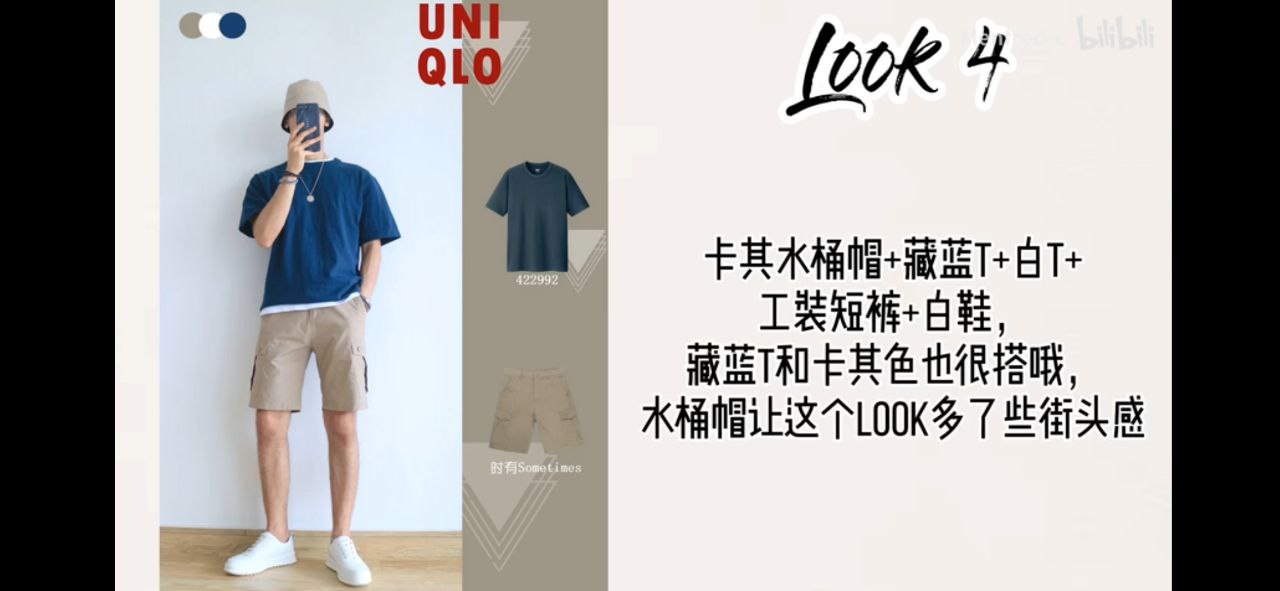 UNI
QLO
422992
时有Sometimes
Look 4
bilibili
卡其水桶帽+藏蓝T+白T+
工装短裤+白鞋，
藏蓝T和卡其色也很搭哦，
水桶帽让这个LOOK多了些街头感